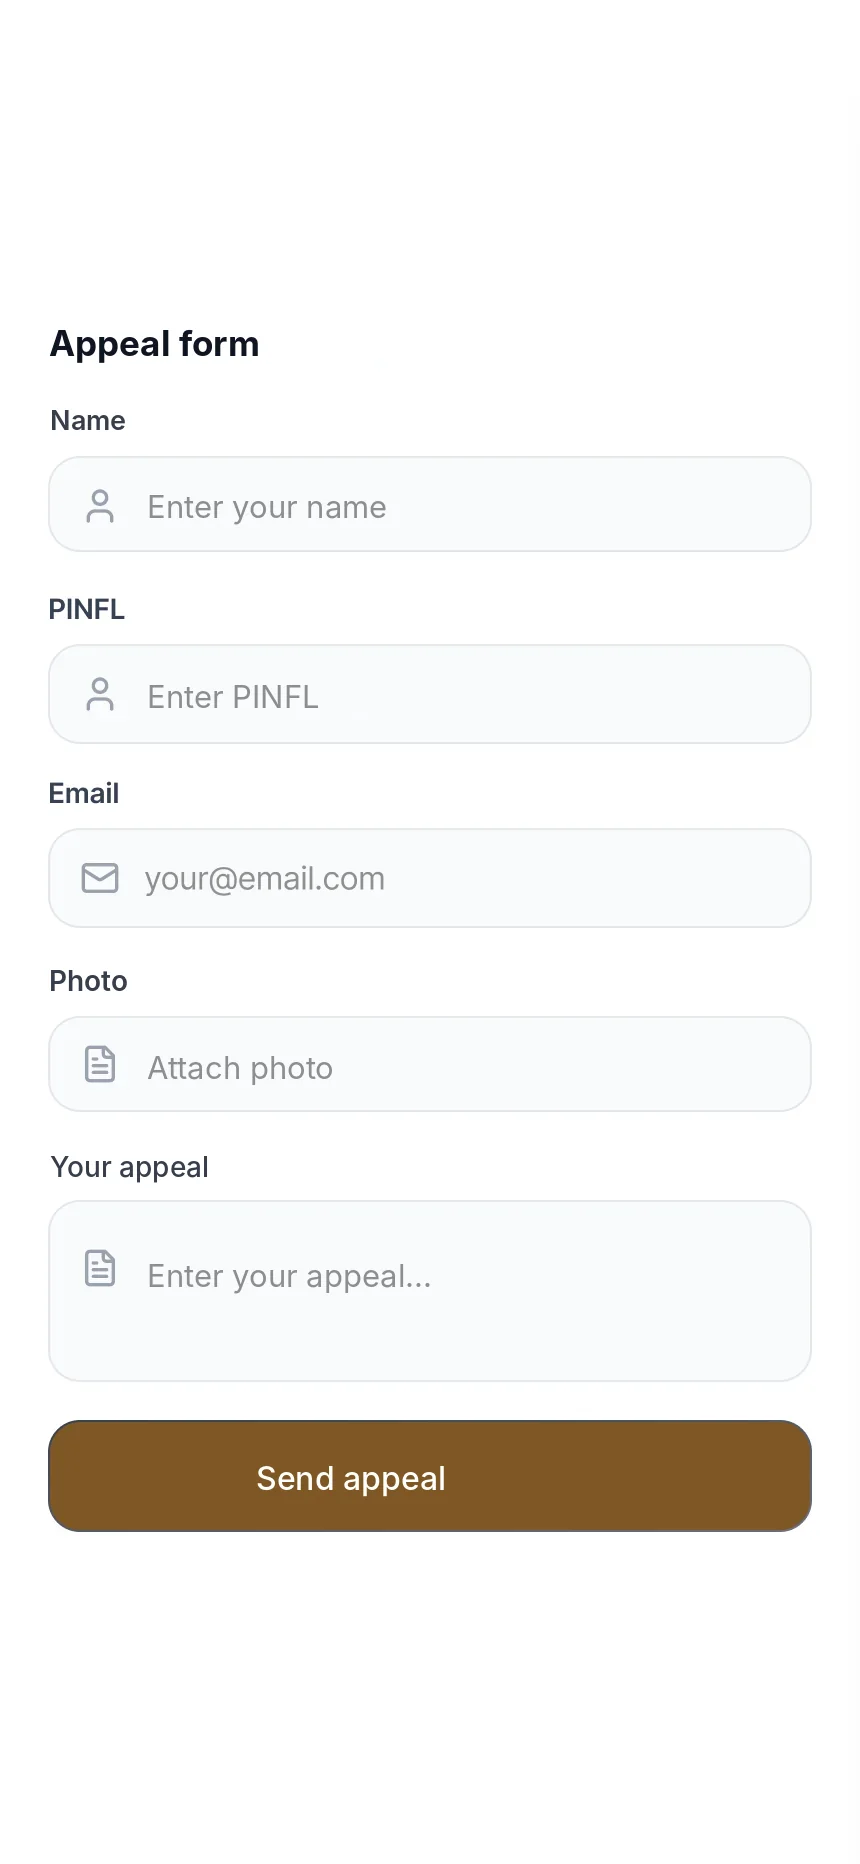 Appeal form
Name
Enter your name
PINFL
Enter PINFL
Email
your@email.com
Photo
Attach photo
Your appeal
Enter your appeal...
Send appeal